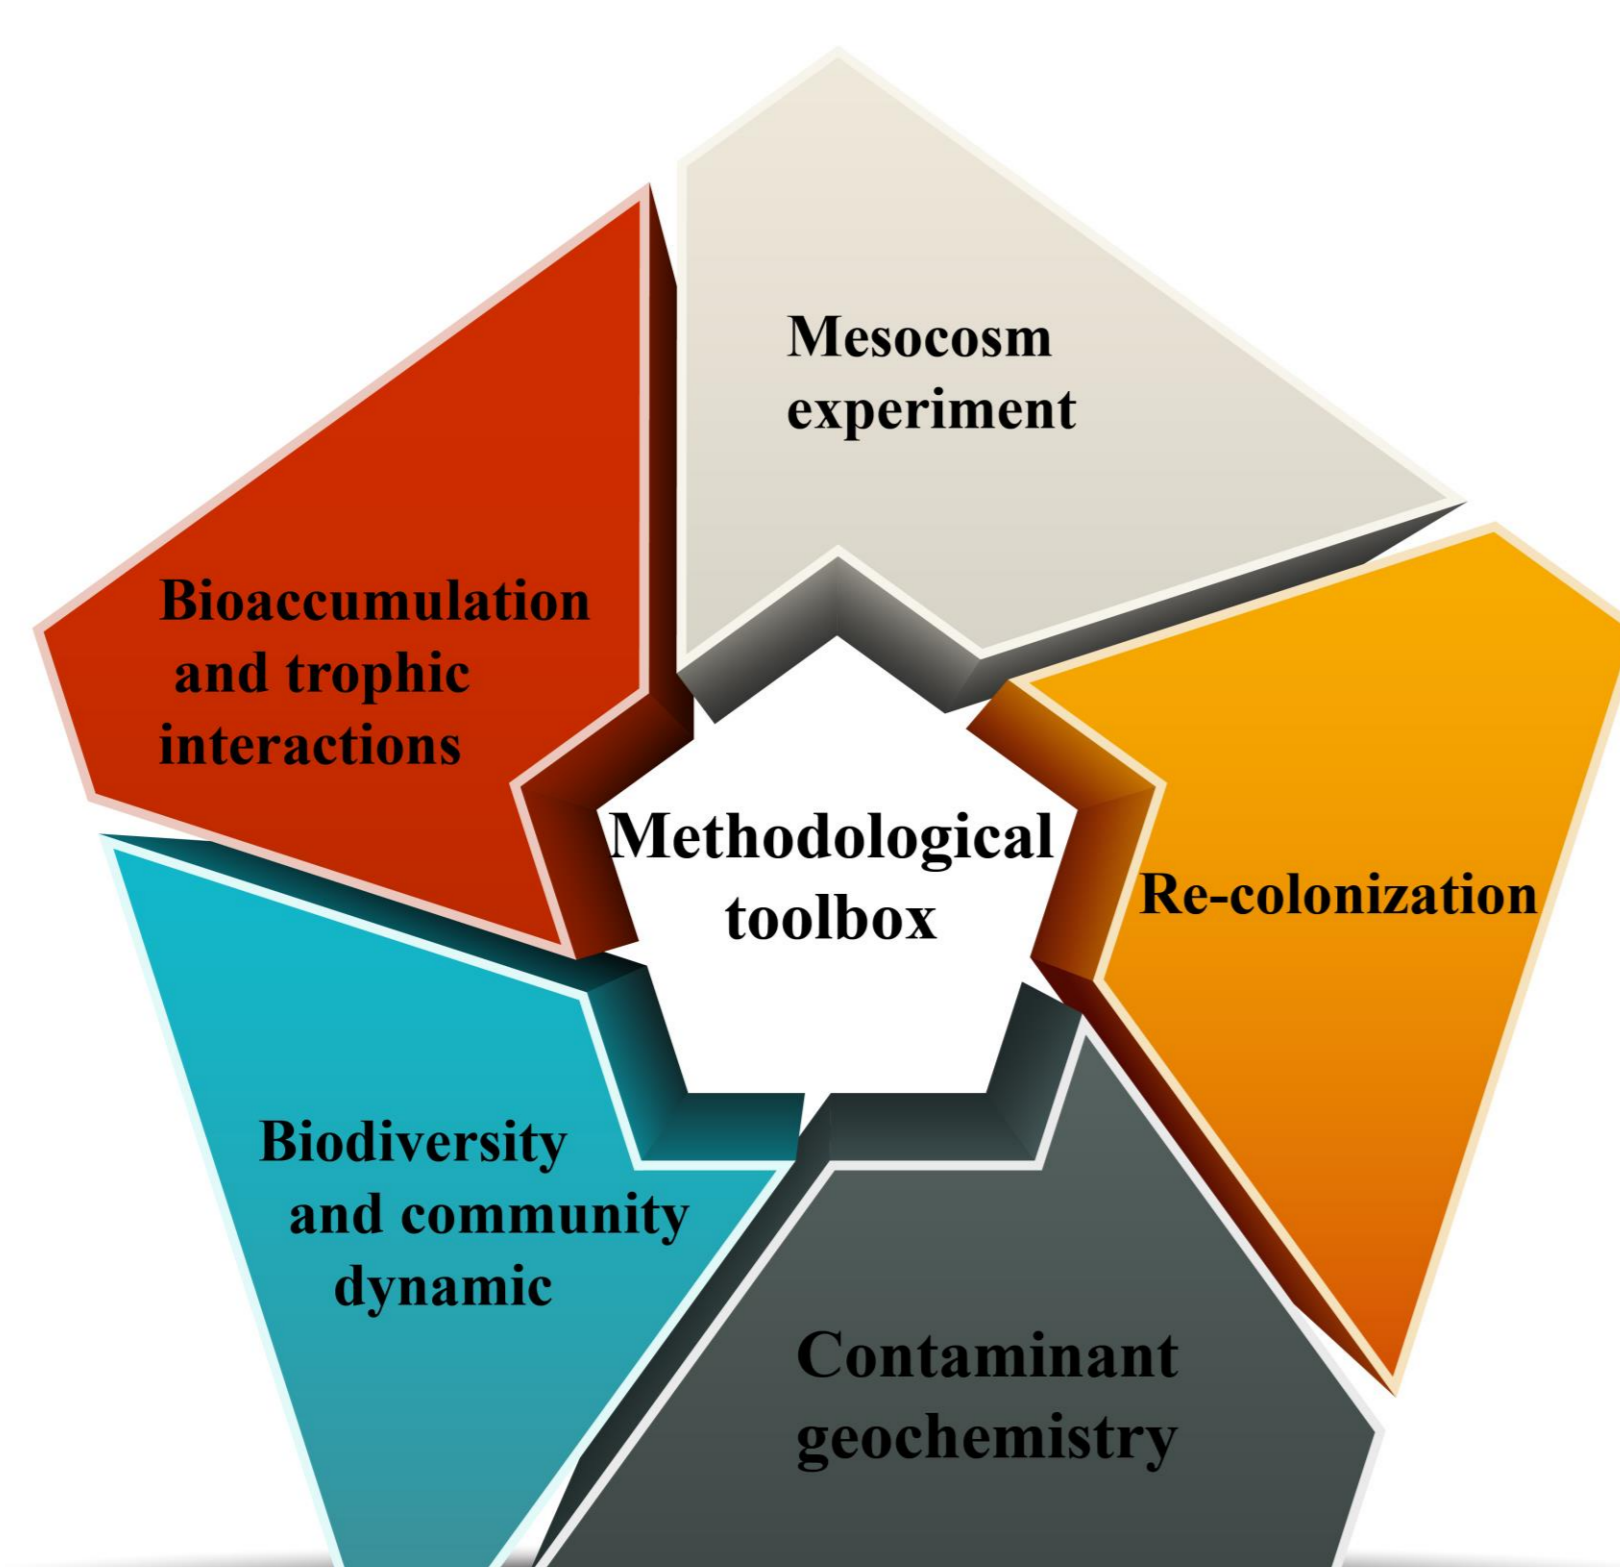 Mesocosm
experiment
Bioaccumulation
and trophic
interactions
Methodological
toolbox
Re-colonization
Biodiversity
and community
dynamic
Contaminant
geochemistry